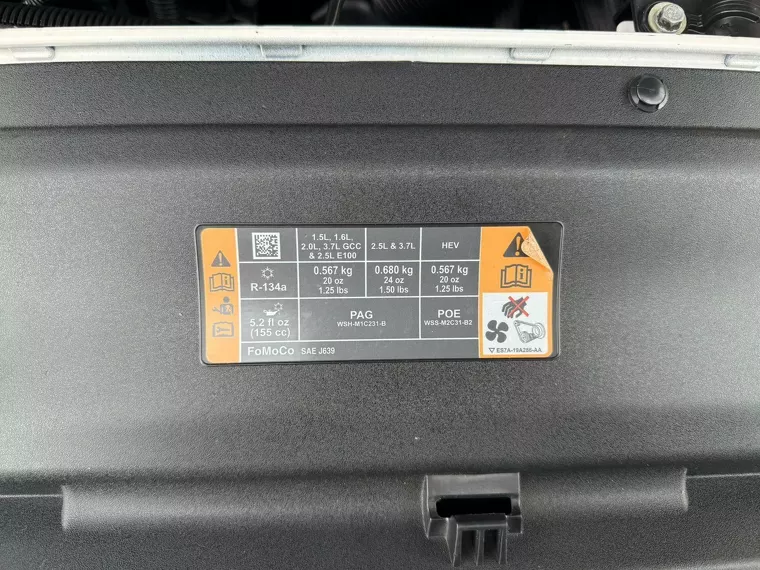 1.5L, 1.6L,
2.0L, 3.7L GCC
& 2.5L E100
2.5L & 3.7L
HEV
R-134a
0.567 kg
20 oz
1.25 lbs
0.680 kg
24 oz
1.50 lbs
0.567 kg
20 oz
1.25 lbs
5.2 fl oz
(155 cc)
PAG
WSH-M1C231-B
POE
WSS-M2C31-B2
FoMoCo SAE J639